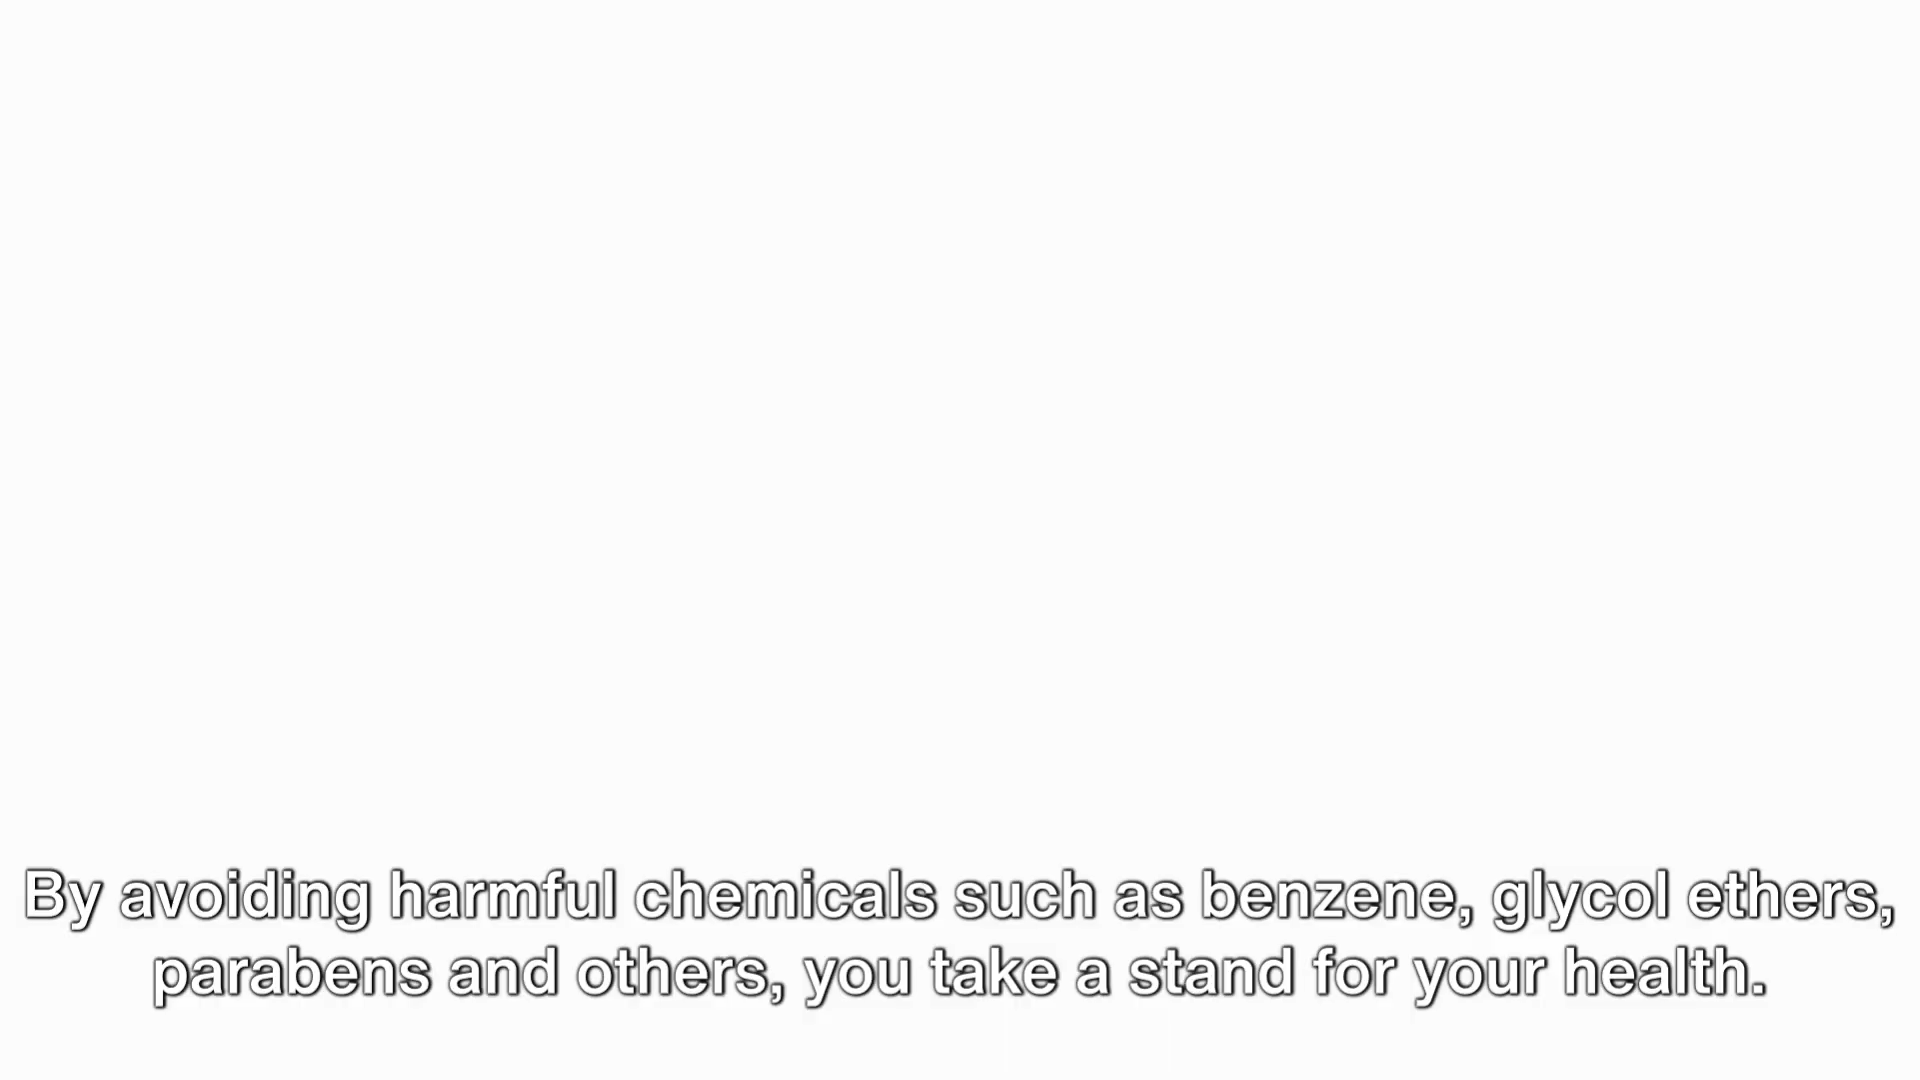 By avoiding harmful chemicals such as benzene, glycol ethers,
parabens and others, you take a stand for your health.